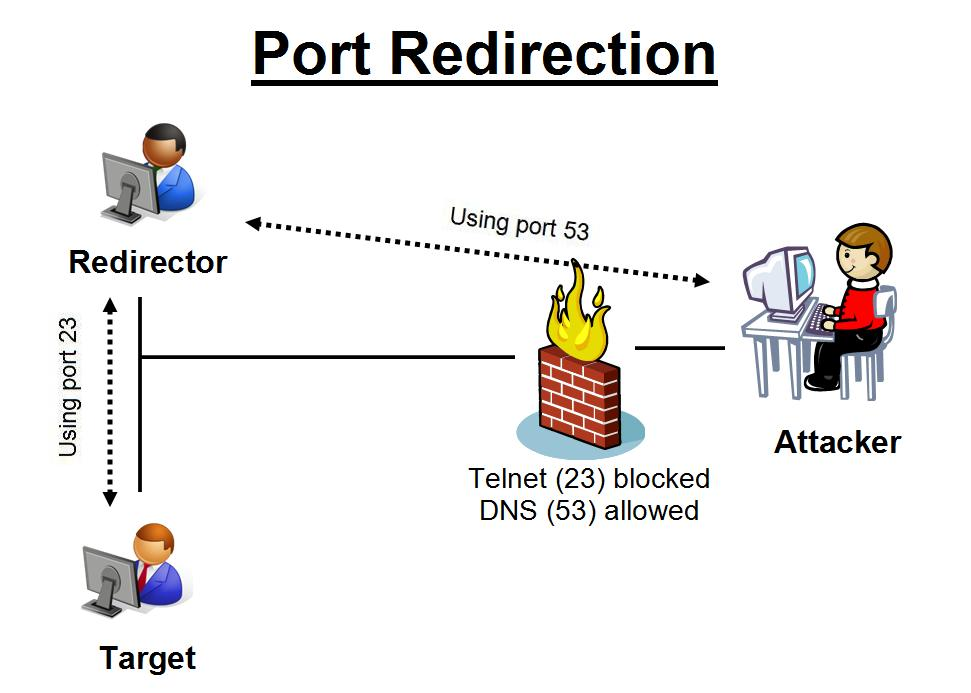 Port Redirection
Using port 53
Redirector
Using port 23
Attacker
Telnet (23) blocked
DNS (53) allowed
Target